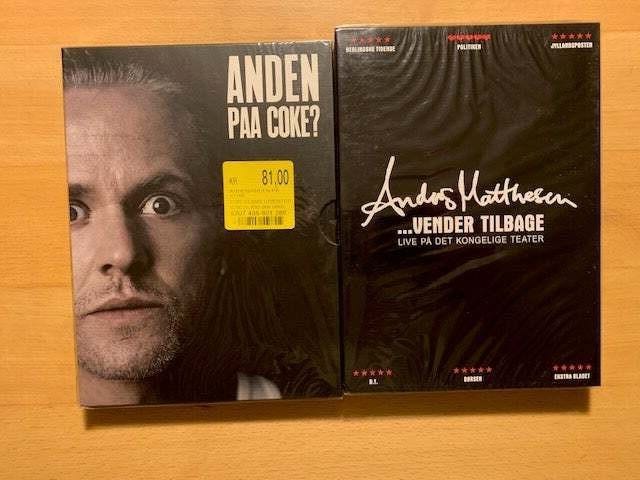 ANDEN
PAA COKE?
KR 81,00
BERLINGSKE TIDENDE
POLITIKEN
JYLLANDSPOSTEN
Anders Matthesen
...VENDER TILBAGE
LIVE PÅ DET KONGELIGE TEATER
B.T.
BØRSEN
EKSTRA BLADET